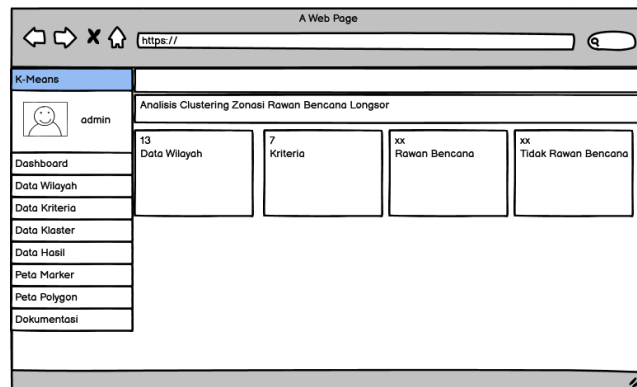 A Web Page
https://
K-Means
admin
Dashboard
Data Wilayah
Data Kriteria
Data Klaster
Data Hasil
Peta Marker
Peta Polygon
Dokumentasi
Analisis Clustering Zonasi Rawan Bencana Longsor
13
Data Wilayah
7
Kriteria
xx
Rawan Bencana
xx
Tidak Rawan Bencana